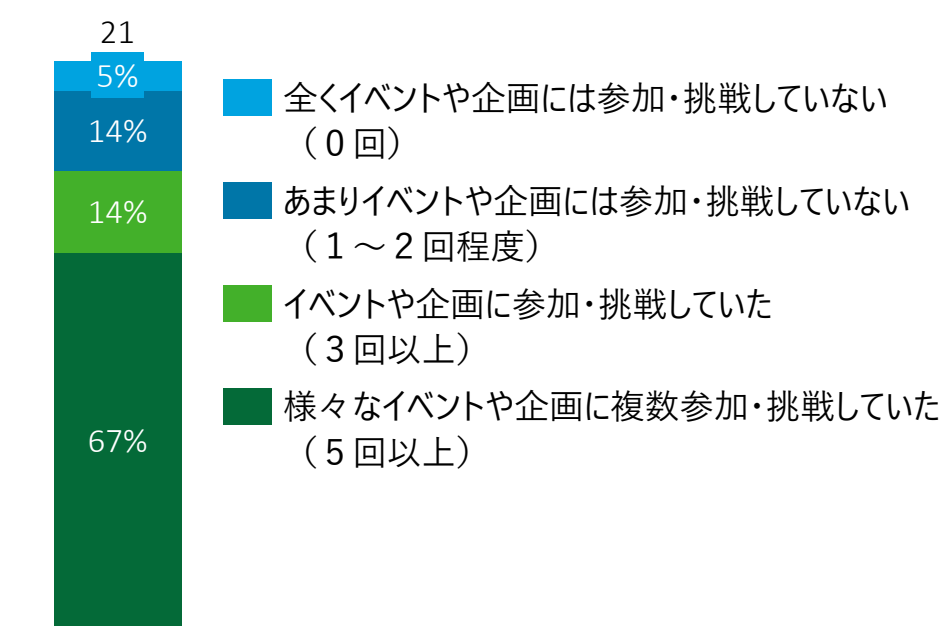 21
5%
14%
14%
67%
全くイベントや企画には参加・挑戦していない
（０回）
あまりイベントや企画には参加・挑戦していない
（１～２回程度）
イベントや企画に参加・挑戦していた
（３回以上）
様々なイベントや企画に複数参加・挑戦していた
（５回以上）